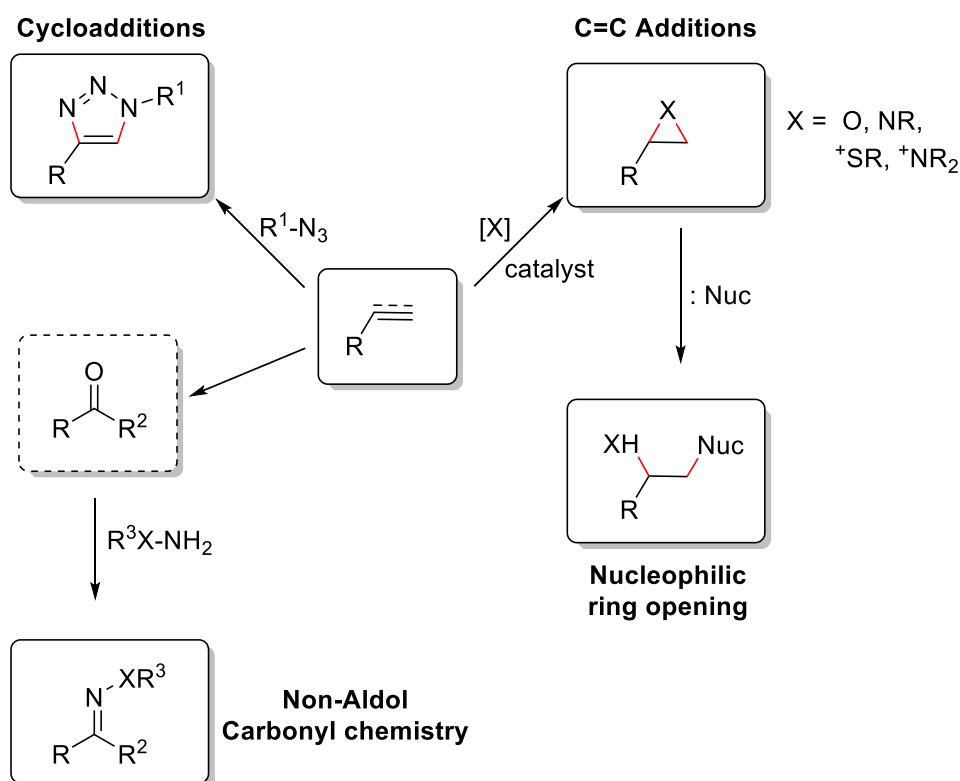 Cycloadditions
C=C Additions
N
N
N
R¹
R
X
R
X = O, NR,
⁺SR, ⁺NR₂
R¹-N₃
[X]
catalyst
R
: Nuc
O
R
R²
XH
Nuc
R
R³X-NH₂
Nucleophilic
ring opening
XR³
N
R
R²
Non-Aldol
Carbonyl chemistry